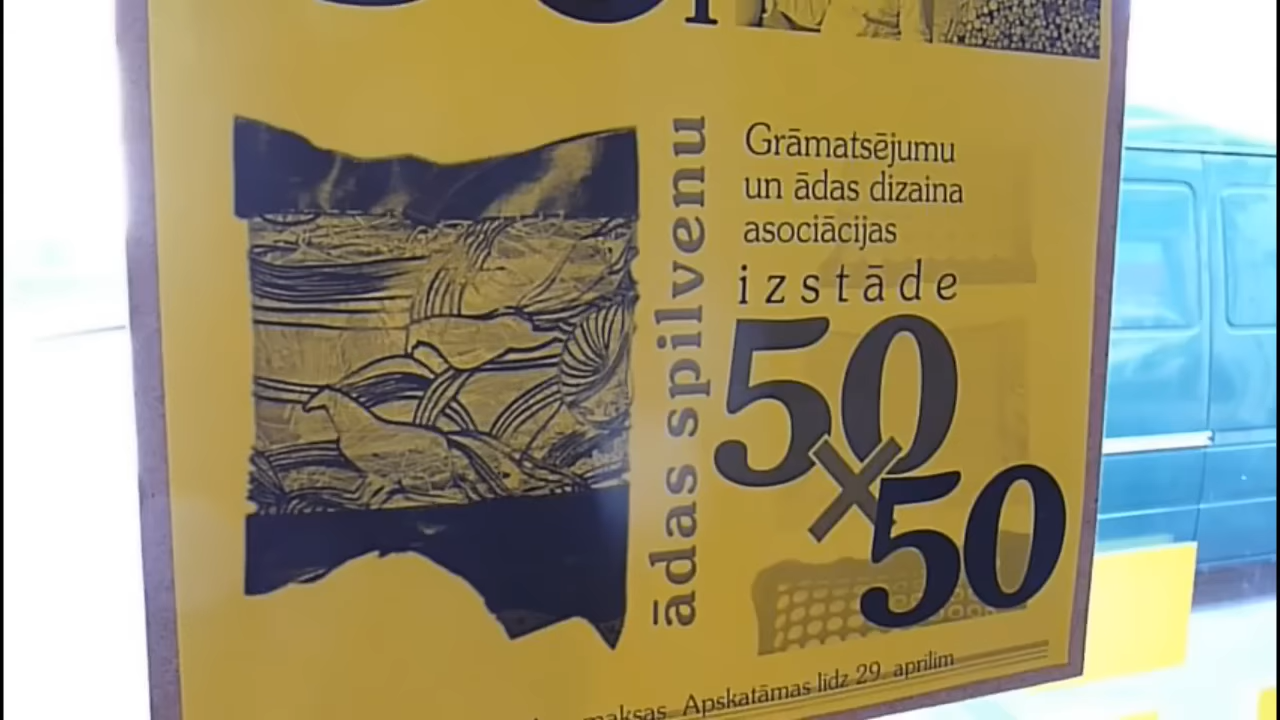 ādas spilvenu
Grāmatsējumu
un ādas dizaina
asociācijas
izstāde
50
×
50
maksas Apskatāmas līdz 29. aprīlim